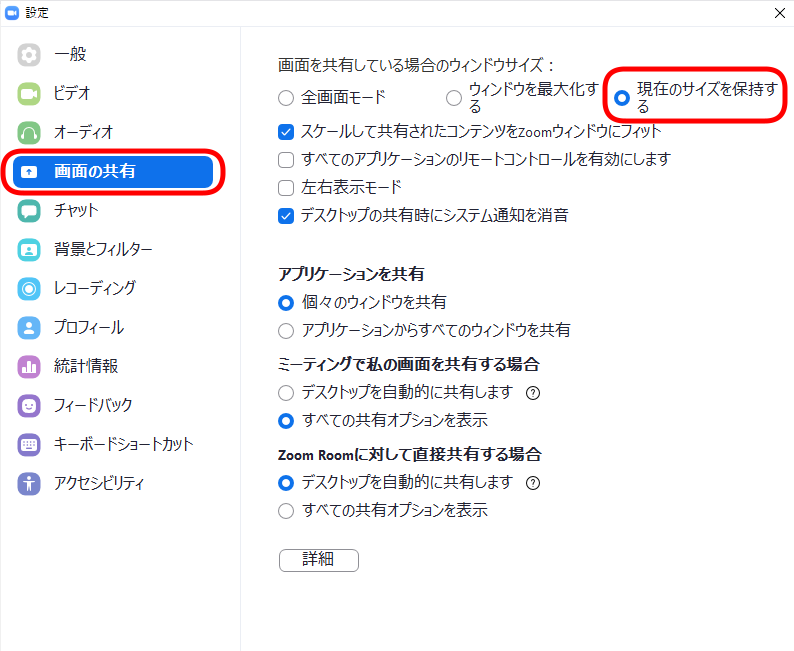 設定
一般
ビデオ
オーディオ
画面の共有
チャット
背景とフィルター
レコーディング
プロフィール
統計情報
フィードバック
キーボードショートカット
アクセシビリティ
画面を共有している場合のウィンドウサイズ：
全画面モード
ウィンドウを最大化す
る
現在のサイズを保持す
る
スケールして共有されたコンテンツをZoomウィンドウにフィット
すべてのアプリケーションのリモートコントロールを有効にします
左右表示モード
デスクトップの共有時にシステム通知を消音
アプリケーションを共有
個々のウィンドウを共有
アプリケーションからすべてのウィンドウを共有
ミーティングで私の画面を共有する場合
デスクトップを自動的に共有します ?
すべての共有オプションを表示
Zoom Roomに対して直接共有する場合
デスクトップを自動的に共有します ?
すべての共有オプションを表示
詳細